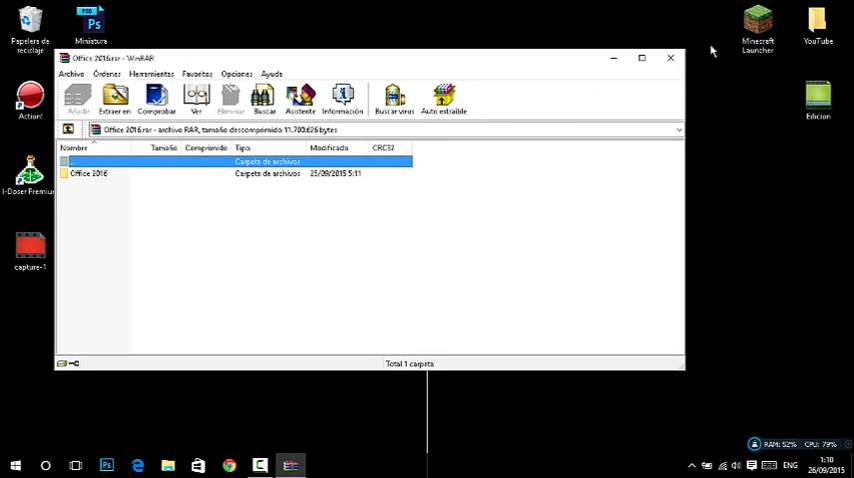 Papelera de
reciclaje
PSD
Ps
Miniatura
Minecraft
Launcher
YouTube
Action!
Edicion
I-Doser Premium
capture-1
Office 2016.rar - WinRAR
Archivo Órdenes Herramientas Favoritos Opciones Ayuda
Añadir Extraer en Comprobar Ver Eliminar Buscar Asistente Información Buscar virus Auto extraíble
Office 2016.rar - archivo RAR, tamaño descomprimido 11.700.626 bytes
Nombre Tamaño Comprimido Tipo Modificado CRC32
.. Carpeta de archivos
Office 2016 Carpeta de archivos 25/09/2015 5:11
Total 1 carpeta
RAM: 52% CPU: 79%
Ps
ENG
1:10
26/09/2015